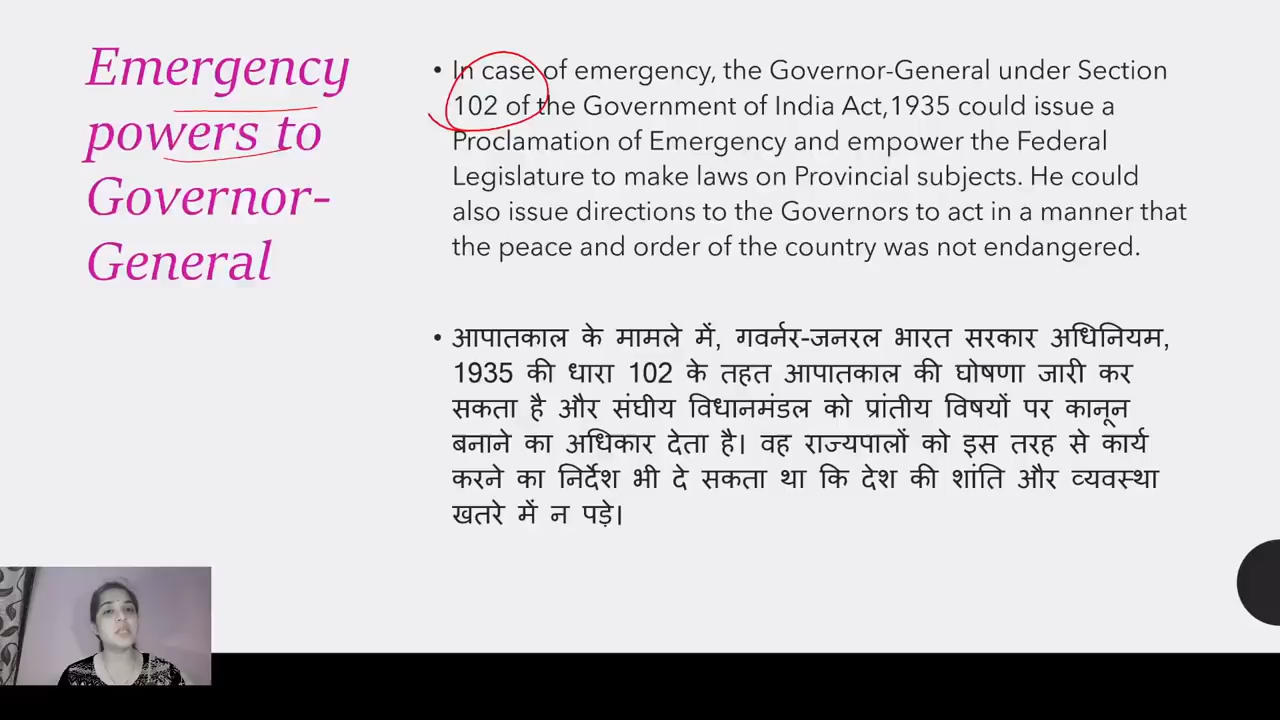 Emergency
powers to
Governor-
General
• In case of emergency, the Governor-General under Section
102 of the Government of India Act,1935 could issue a
Proclamation of Emergency and empower the Federal
Legislature to make laws on Provincial subjects. He could
also issue directions to the Governors to act in a manner that
the peace and order of the country was not endangered.
• आपातकाल के मामले में, गवर्नर-जनरल भारत सरकार अधिनियम,
1935 की धारा 102 के तहत आपातकाल की घोषणा जारी कर
सकता है और संघीय विधानमंडल को प्रांतीय विषयों पर कानून
बनाने का अधिकार देता है। वह राज्यपालों को इस तरह से कार्य
करने का निर्देश भी दे सकता था कि देश की शांति और व्यवस्था
खतरे में न पड़े।